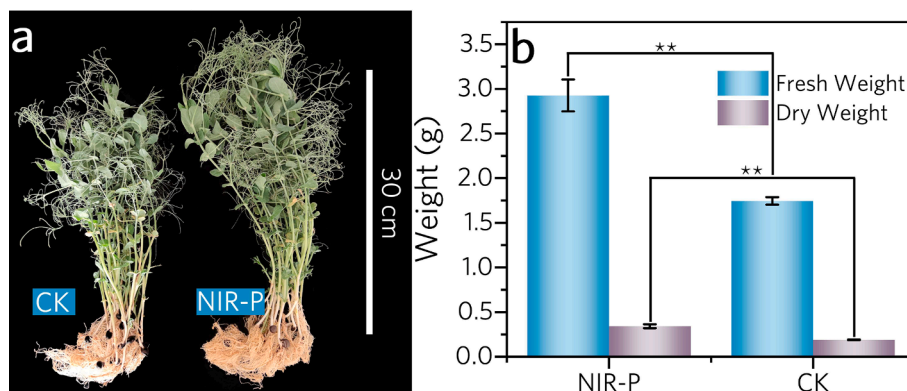 a
CK
NIR-P
30 cm
b
Weight (g)
3.5
3.0
2.5
2.0
1.5
1.0
0.5
0.0
**
**
Fresh Weight
Dry Weight
NIR-P
CK